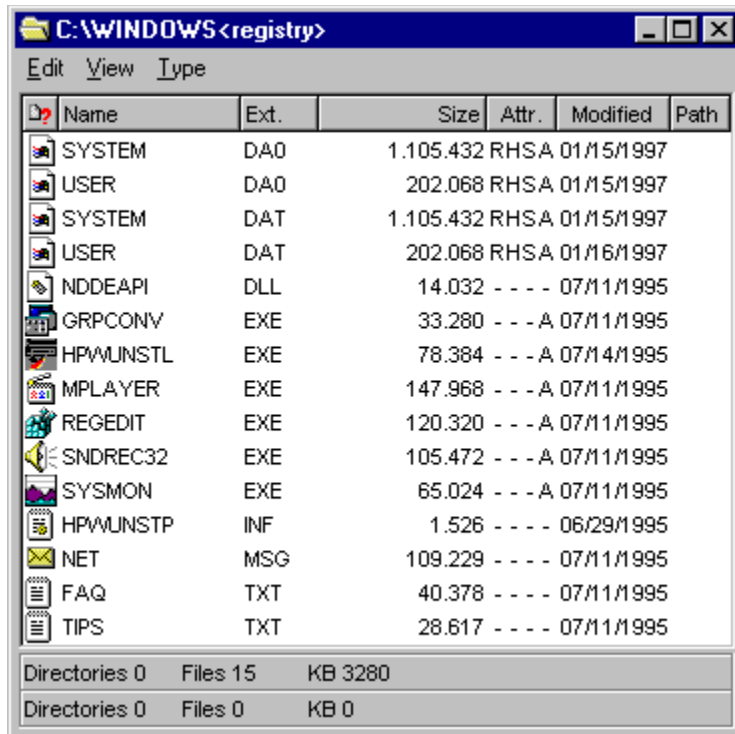 C:\WINDOWS<registry>
Edit View Type
Name Ext. Size Attr. Modified Path
SYSTEM DA0 1.105.432 RHSA 01/15/1997
USER DA0 202.068 RHSA 01/15/1997
SYSTEM DAT 1.105.432 RHSA 01/15/1997
USER DAT 202.068 RHSA 01/16/1997
NDDEAPI DLL 14.032 - - - - 07/11/1995
GRPCONV EXE 33.280 - - - A 07/11/1995
HPWUNSTL EXE 78.384 - - - A 07/14/1995
MPLAYER EXE 147.968 - - - A 07/11/1995
REGEDIT EXE 120.320 - - - A 07/11/1995
SNDREC32 EXE 105.472 - - - A 07/11/1995
SYSMON EXE 65.024 - - - A 07/11/1995
HPWUNSTP INF 1.526 - - - - 06/29/1995
NET MSG 109.229 - - - - 07/11/1995
FAQ TXT 40.378 - - - - 07/11/1995
TIPS TXT 28.617 - - - - 07/11/1995
Directories 0 Files 15 KB 3280
Directories 0 Files 0 KB 0